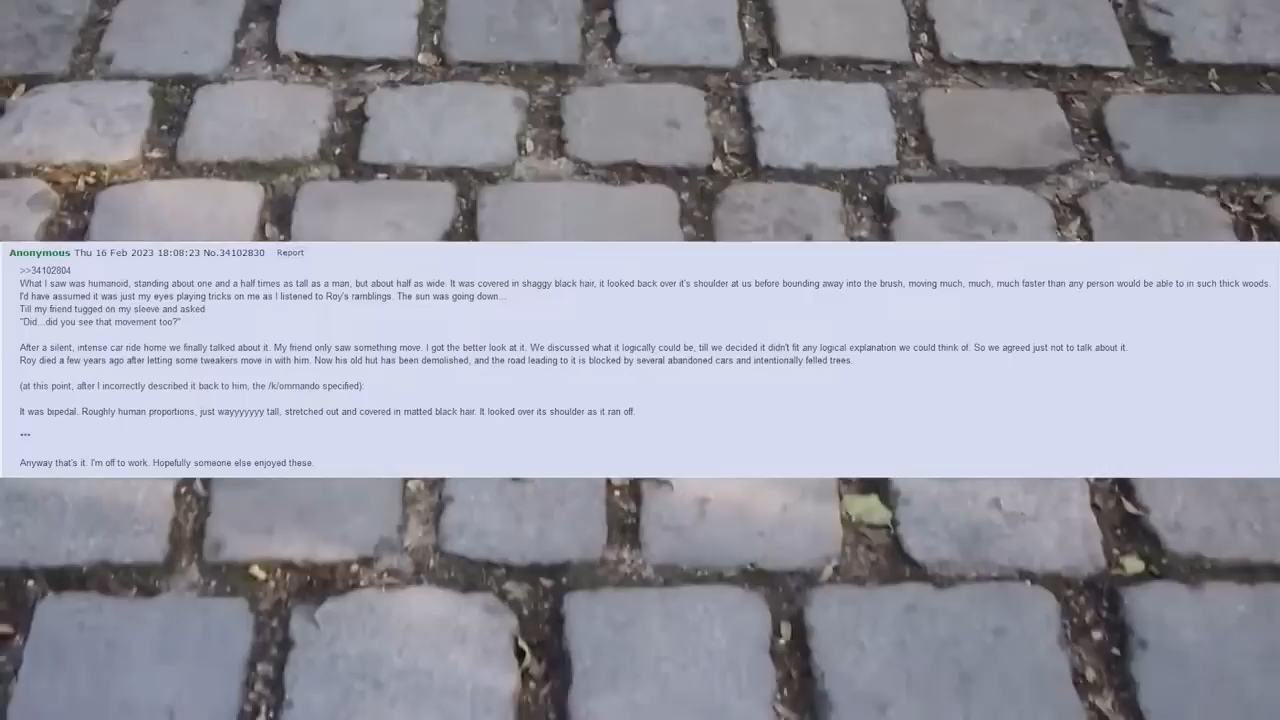 Anonymous Thu 16 Feb 2023 18:08:23 No.34102830 Report
>>34102804
What I saw was humanoid, standing about one and a half times as tall as a man, but about half as wide. It was covered in shaggy black hair, it looked back over it's shoulder at us before bounding away into the brush, moving much, much, much faster than any person would be able to in such thick woods.
I'd have assumed it was just my eyes playing tricks on me as I listened to Roy's ramblings. The sun was going down...
Till my friend tugged on my sleeve and asked
"Did...did you see that movement too?"
After a silent, intense car ride home we finally talked about it. My friend only saw something move. I got the better look at it. We discussed what it logically could be, till we decided it didn't fit any logical explanation we could think of. So we agreed just not to talk about it.
Roy died a few years ago after letting some tweakers move in with him. Now his old hut has been demolished, and the road leading to it is blocked by several abandoned cars and intentionally felled trees.
(at this point, after I incorrectly described it back to him, the /k/ommando specified):
It was bipedal. Roughly human proportions, just wayyyyyyy tall, stretched out and covered in matted black hair. It looked over its shoulder as it ran off.
***
Anyway that's it. I'm off to work. Hopefully someone else enjoyed these.